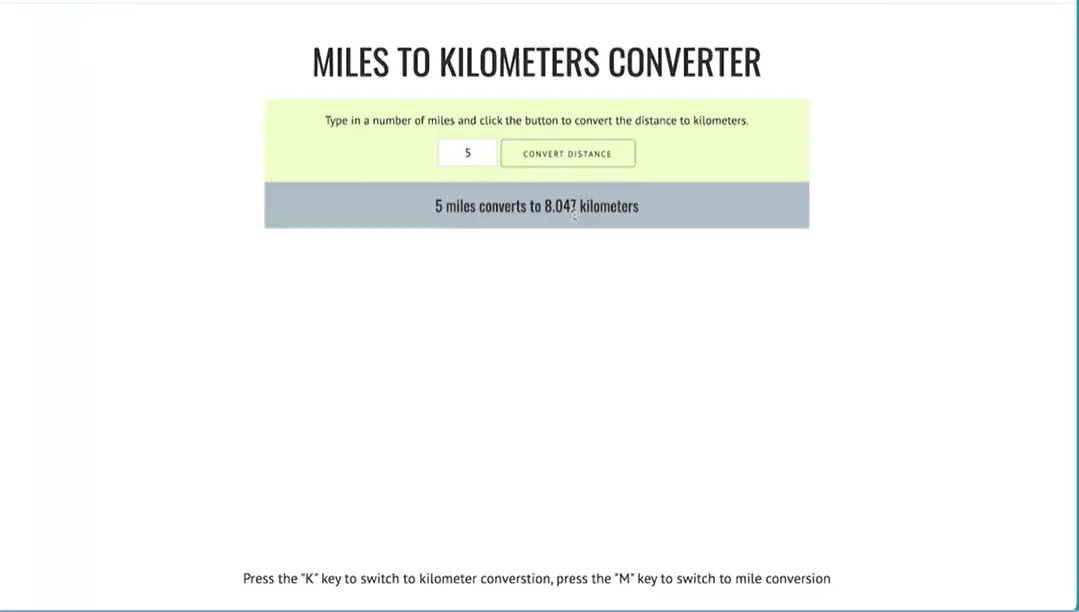 MILES TO KILOMETERS CONVERTER
Type in a number of miles and click the button to convert the distance to kilometers.
5 CONVERT DISTANCE
5 miles converts to 8.047 kilometers
Press the "K" key to switch to kilometer converstion, press the "M" key to switch to mile conversion